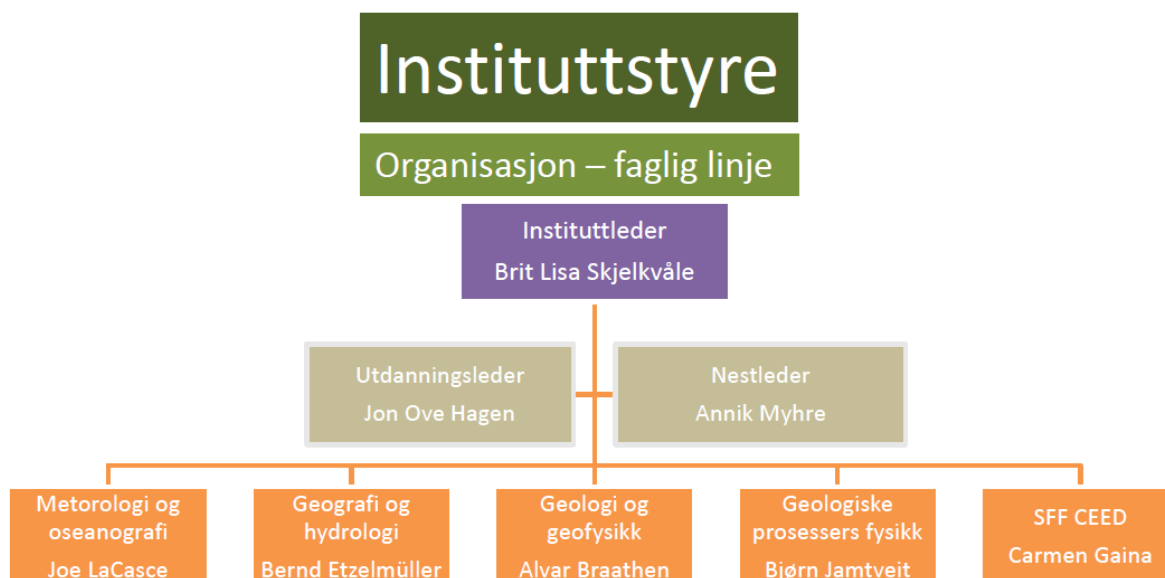 Instituttstyre
Organisasjon – faglig linje
Instituttleder
Brit Lisa Skjelkvåle
Utdanningsleder
Jon Ove Hagen
Nestleder
Annik Myhre
Metorologi og
oseanografi
Joe LaCasce
Geografi og
hydrologi
Bernd Etzelmüller
Geologi og
geofysikk
Alvar Braathen
Geologiske
prosessers fysikk
Bjørn Jamtveit
SFF CEED
Carmen Gaina